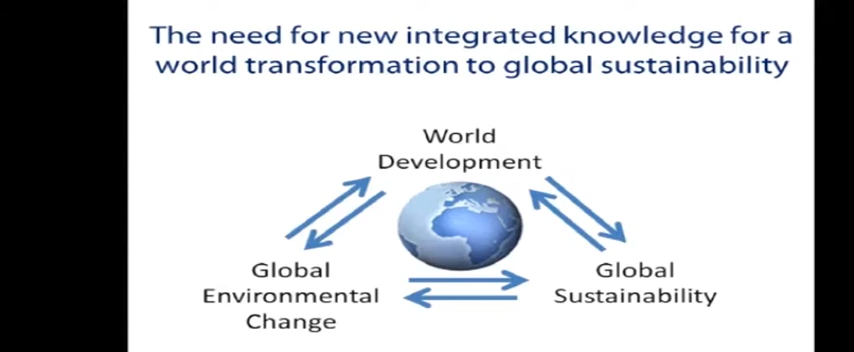 The need for new integrated knowledge for a
world transformation to global sustainability
World
Development
Global
Environmental
Change
Global
Sustainability